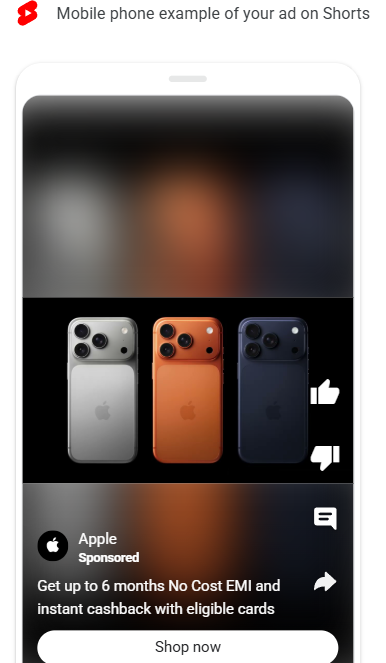 Mobile phone example of your ad on Shorts
Apple
Sponsored
Get up to 6 months No Cost EMI and
instant cashback with eligible cards
Shop now